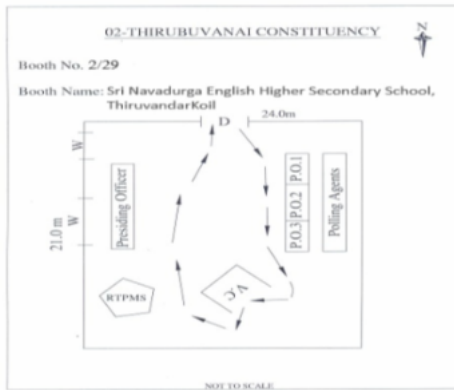 02-THIRUBUVANAI CONSTITUENCY
N
Booth No. 2/29
Booth Name: Sri Navadurga English Higher Secondary School,
ThiruvandarKoil
D
24.0m
W
W
21.0 m
Presiding Officer
P.O.1
P.O.2
P.O.3
Polling Agents
RTPMS
V.C
NOT TO SCALE